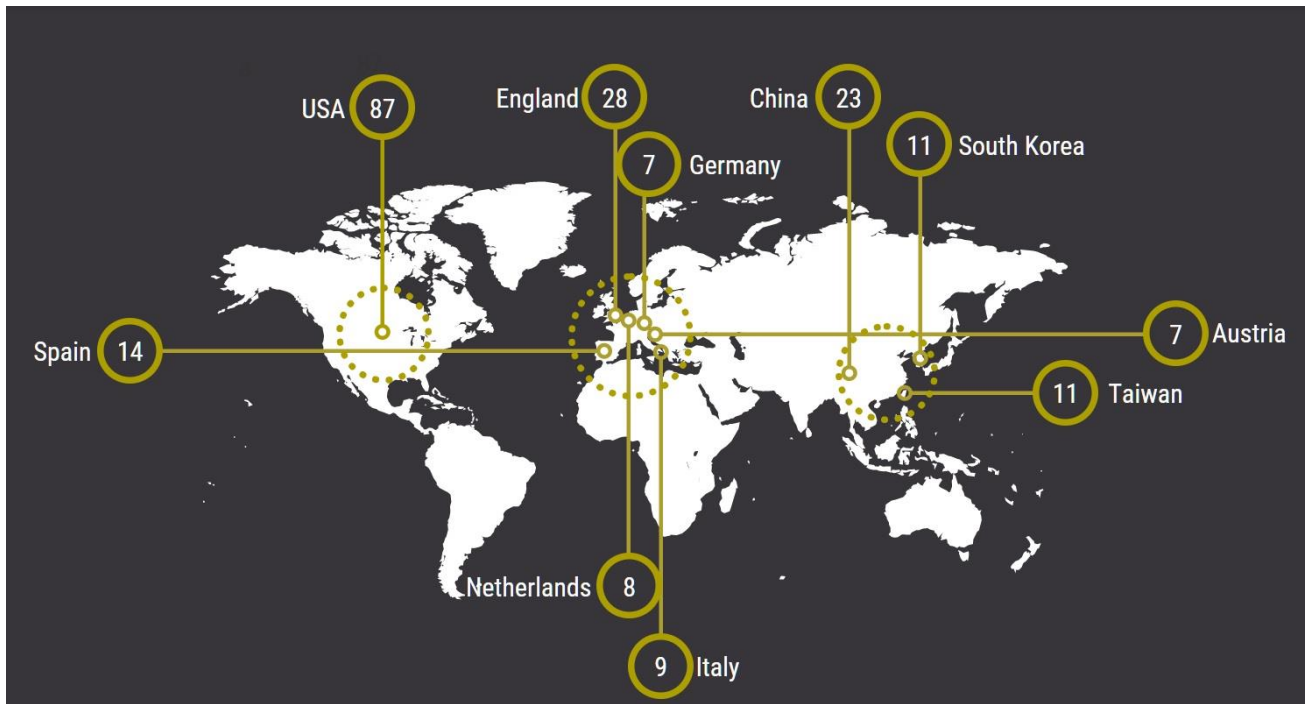 USA 87
England 28
China 23
11 South Korea
7 Germany
7 Austria
Spain 14
11 Taiwan
Netherlands 8
9 Italy